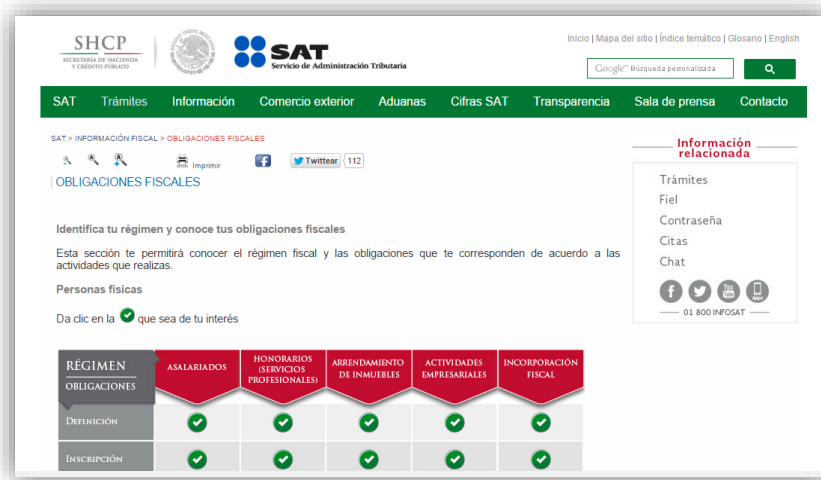 SHCP
SECRETARÍA DE HACIENDA
Y CRÉDITO PÚBLICO
SAT
Servicio de Administración Tributaria
Inicio | Mapa del sitio | Índice temático | Glosario | English
Google™ Búsqueda personalizada
SAT Trámites Información Comercio exterior Aduanas Cifras SAT Transparencia Sala de prensa Contacto
SAT > INFORMACIÓN FISCAL > OBLIGACIONES FISCALES
Imprimir Twittear 112
OBLIGACIONES FISCALES
Identifica tu régimen y conoce tus obligaciones fiscales
Esta sección te permitirá conocer el régimen fiscal y las obligaciones que te corresponden de acuerdo a las
actividades que realizas.
Personas físicas
Da clic en la que sea de tu interés
RÉGIMEN
OBLIGACIONES
ASALARIADOS
HONORARIOS
(SERVICIOS
PROFESIONALES)
ARRENDAMIENTO
DE INMUEBLES
ACTIVIDADES
EMPRESARIALES
INCORPORACIÓN
FISCAL
DEFINICIÓN
INSCRIPCIÓN
Información
relacionada
Trámites
Fiel
Contraseña
Citas
Chat
You
Tube
Apps
01 800 INFOSAT